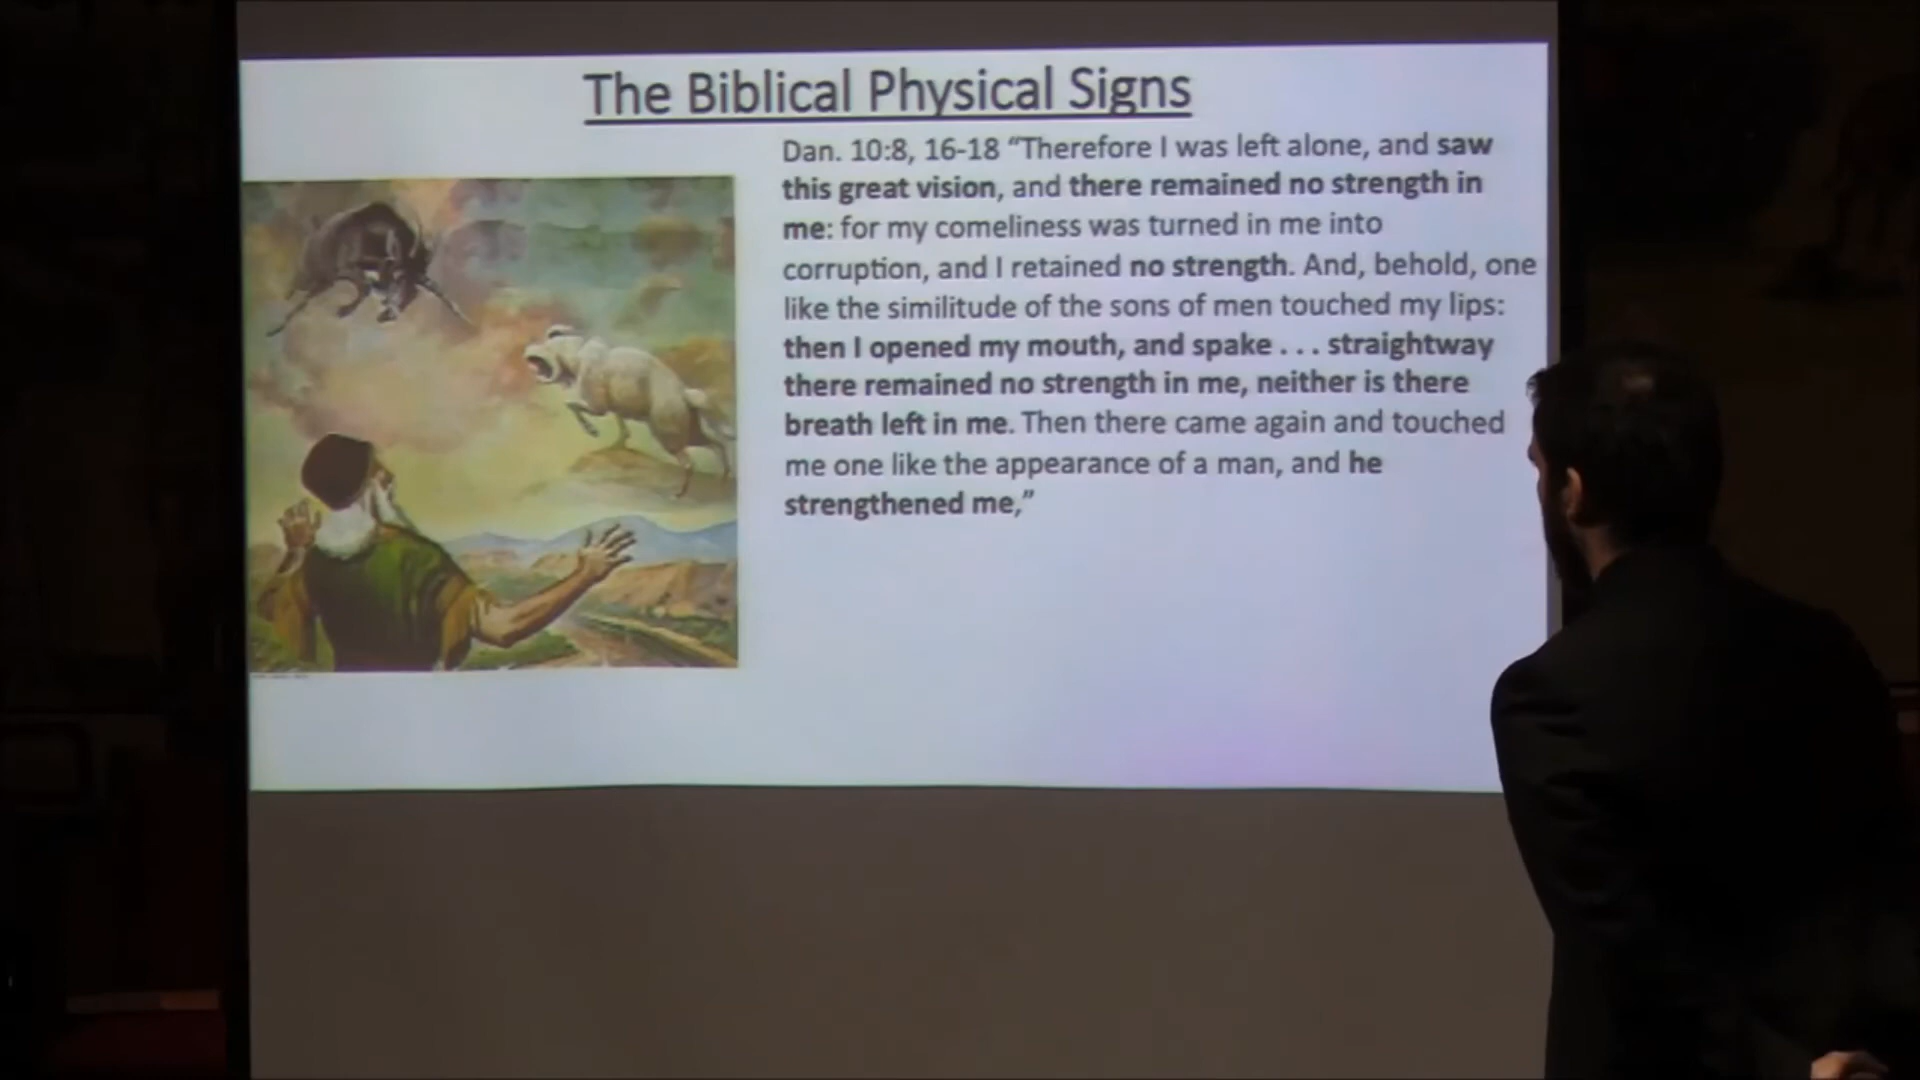 The Biblical Physical Signs
Dan. 10:8, 16-18 “Therefore I was left alone, and saw
this great vision, and there remained no strength in
me: for my comeliness was turned in me into
corruption, and I retained no strength. And, behold, one
like the similitude of the sons of men touched my lips:
then I opened my mouth, and spake . . . straightway
there remained no strength in me, neither is there
breath left in me. Then there came again and touched
me one like the appearance of a man, and he
strengthened me,”